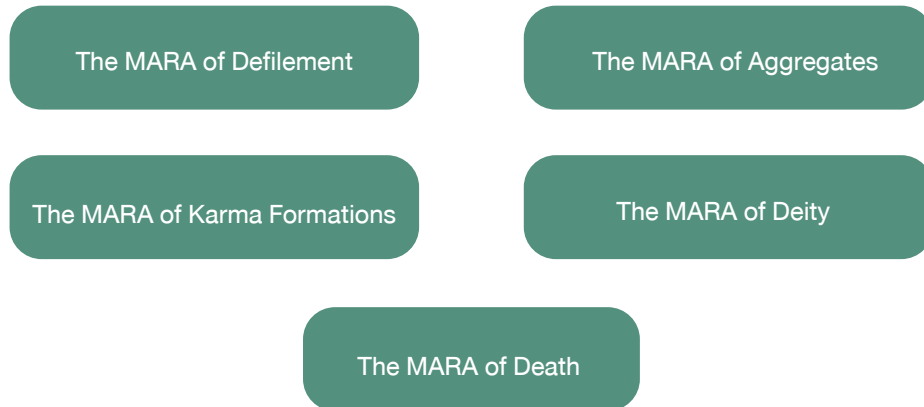 The MARA of Defilement
The MARA of Aggregates
The MARA of Karma Formations
The MARA of Deity
The MARA of Death